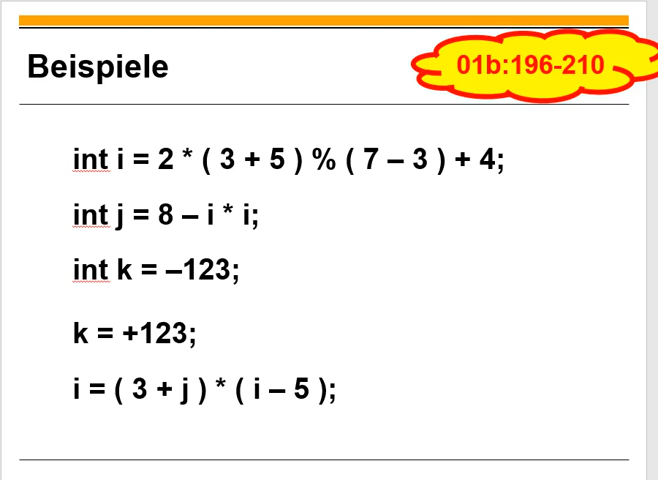 Beispiele
01b:196-210
int i = 2 * ( 3 + 5 ) % ( 7 – 3 ) + 4;
int j = 8 – i * i;
int k = –123;
k = +123;
i = ( 3 + j ) * ( i – 5 );